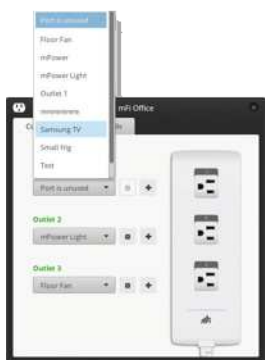 Port is unused
Floor Fan
mPower
mPower Light
Outlet 1
Samsung TV
Small Rig
Test
mFi Office
Port is unused
Outlet 2
mPower Light
Outlet 3
Floor Fan